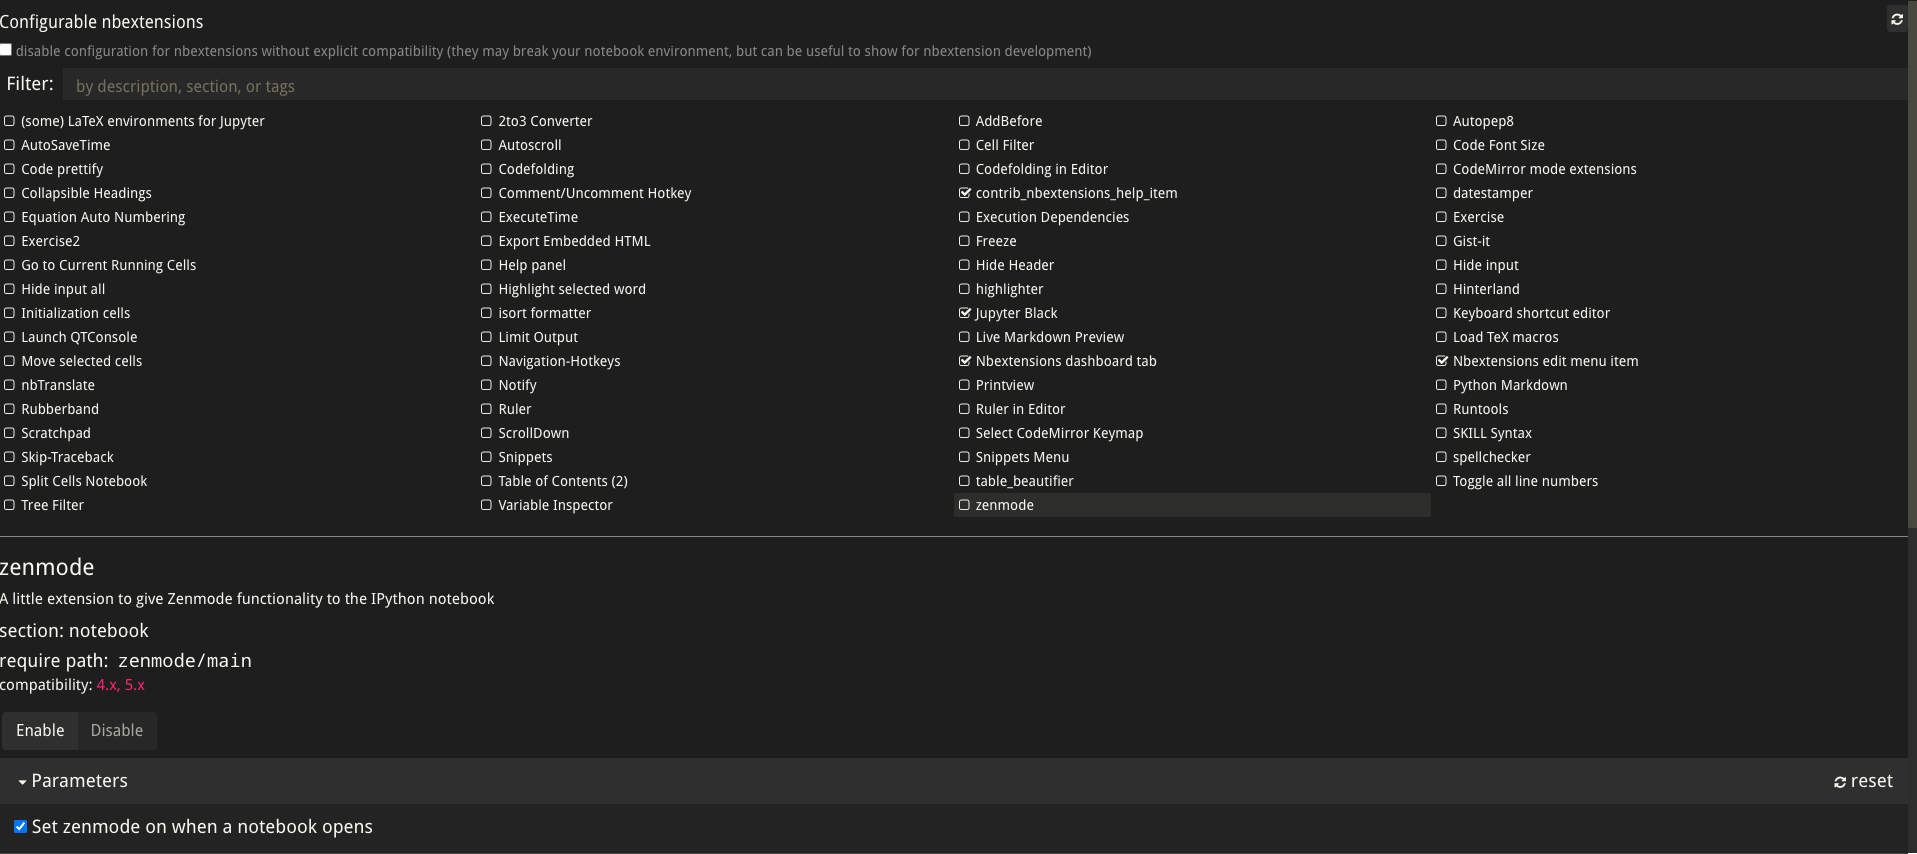 Configurable nbextensions
disable configuration for nbextensions without explicit compatibility (they may break your notebook environment, but can be useful to show for nbextension development)
Filter: by description, section, or tags
(some) LaTeX environments for Jupyter 2to3 Converter AddBefore Autopep8
AutoSaveTime Autoscroll Cell Filter Code Font Size
Code prettify Codefolding Codefolding in Editor CodeMirror mode extensions
Collapsible Headings Comment/Uncomment Hotkey contrib_nbextensions_help_item datestamper
Equation Auto Numbering ExecuteTime Execution Dependencies Exercise
Exercise2 Export Embedded HTML Freeze Gist-it
Go to Current Running Cells Help panel Hide Header Hide input
Hide input all Highlight selected word highlighter Hinterland
Initialization cells isort formatter Jupyter Black Keyboard shortcut editor
Launch QTConsole Limit Output Live Markdown Preview Load TeX macros
Move selected cells Navigation-Hotkeys Nbextensions dashboard tab Nbextensions edit menu item
nbTranslate Notify Printview Python Markdown
Rubberband Ruler Ruler in Editor Runtools
Scratchpad ScrollDown Select CodeMirror Keymap SKILL Syntax
Skip-Traceback Snippets Snippets Menu spellchecker
Split Cells Notebook Table of Contents (2) table_beautifier Toggle all line numbers
Tree Filter Variable Inspector zenmode
zenmode
A little extension to give Zenmode functionality to the IPython notebook
section: notebook
require path: zenmode/main
compatibility: 4.x, 5.x
Enable Disable
Parameters reset
Set zenmode on when a notebook opens